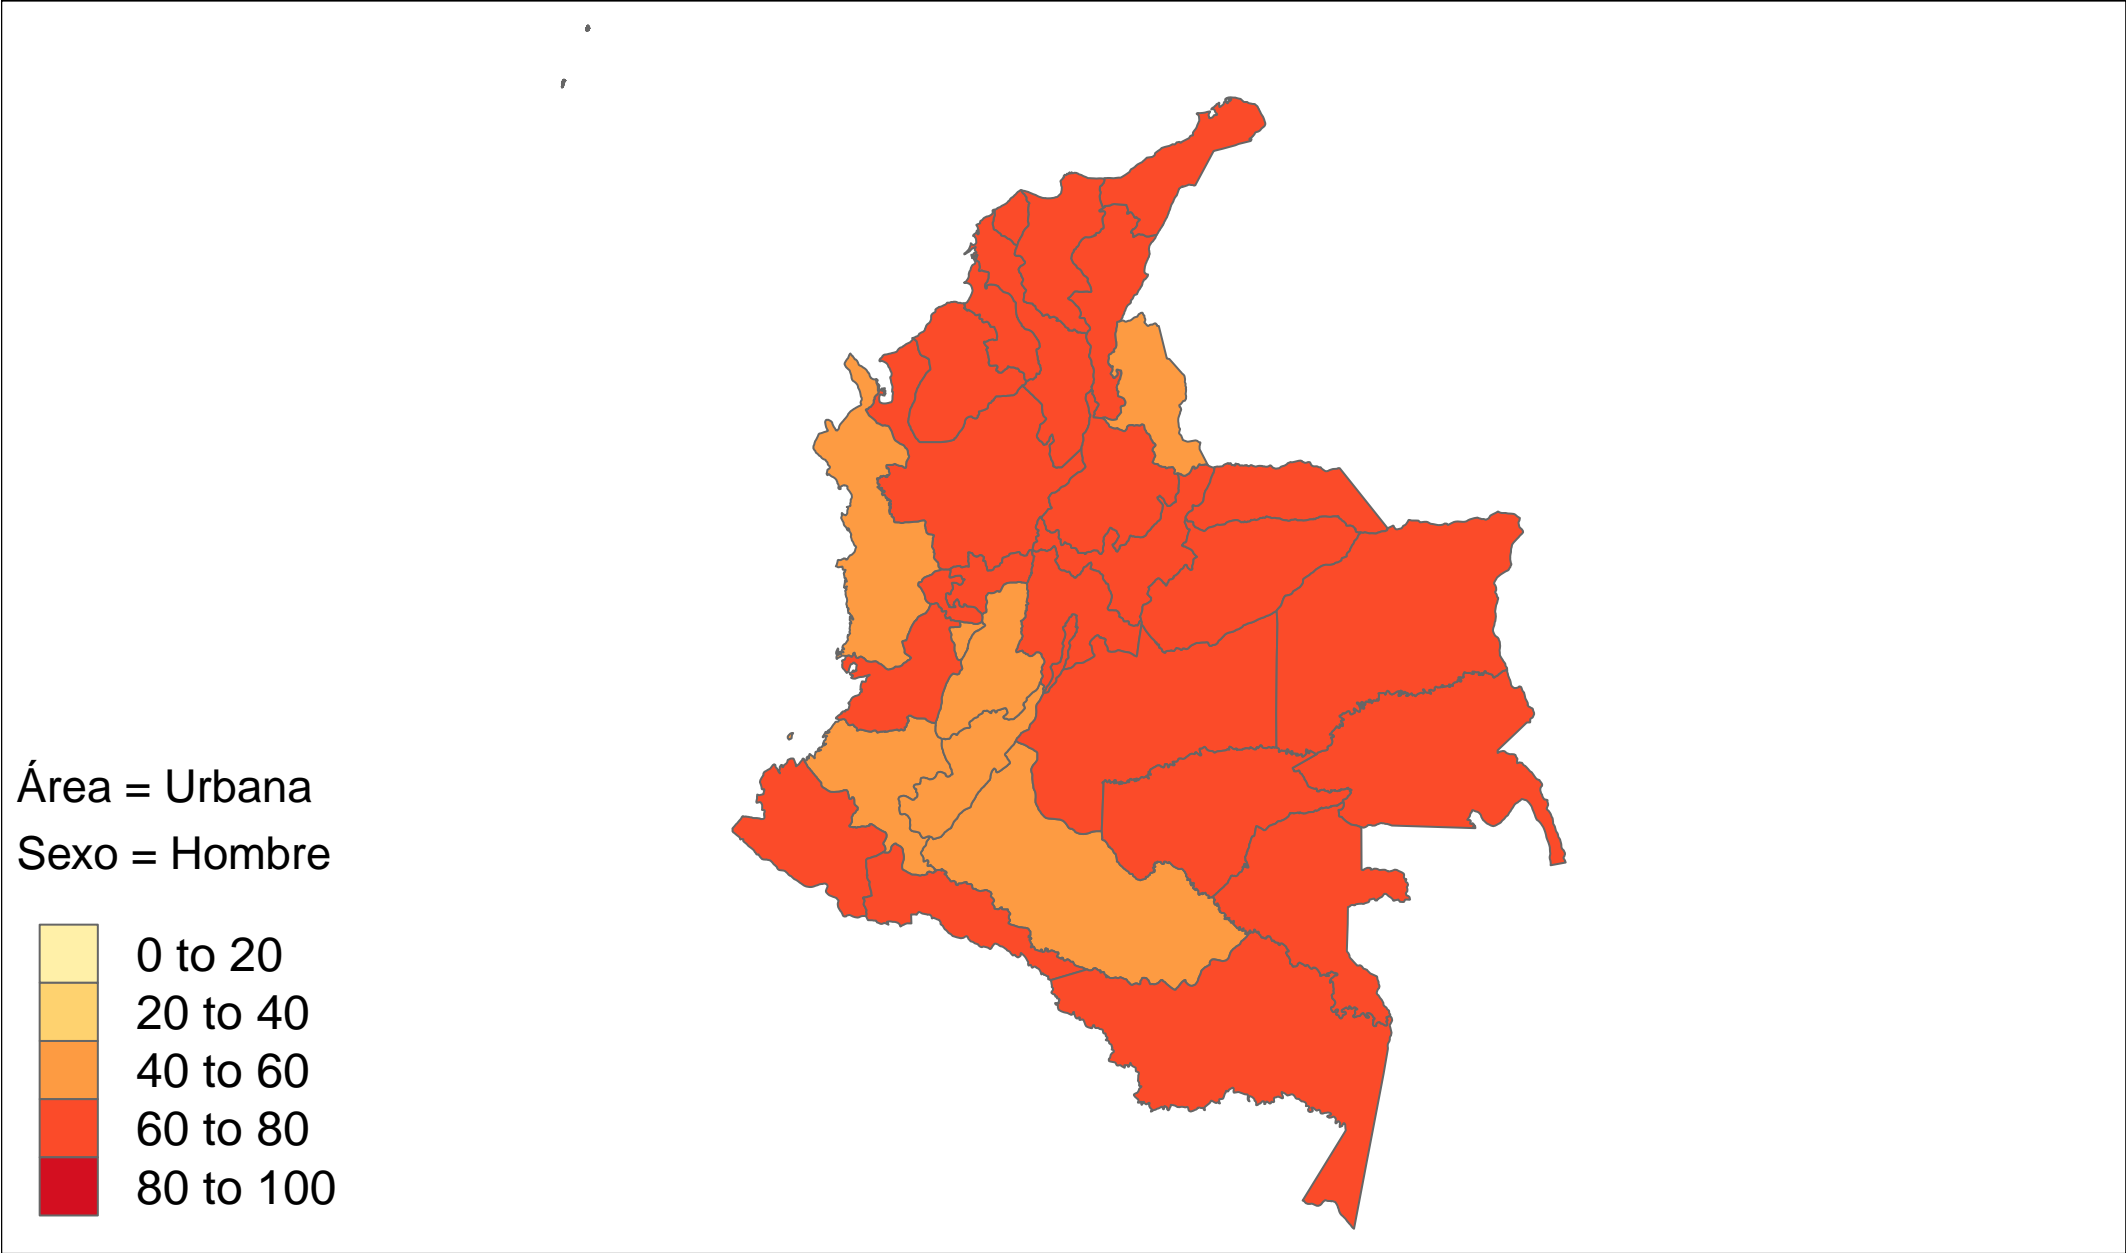 Área = Urbana
Sexo = Hombre
0 to 20
20 to 40
40 to 60
60 to 80
80 to 100